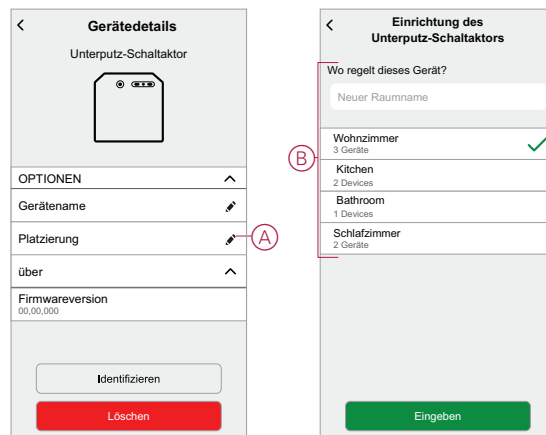 Gerätedetails
Unterputz-Schaltaktor
OPTIONEN
Gerätename
Platzierung
A
über
Firmwareversion
00,00,000
Identifizieren
Löschen
Einrichtung des
Unterputz-Schaltaktors
Wo regelt dieses Gerät?
Neuer Raumname
B
Wohnzimmer
3 Geräte
Kitchen
2 Devices
Bathroom
1 Devices
Schlafzimmer
2 Geräte
Eingeben